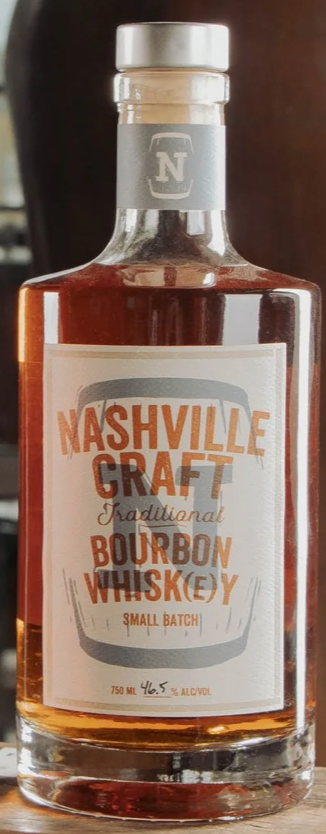 N
NASHVILLE
CRAFT
Traditional
BOURBON
WHISK(E)Y
SMALL BATCH
750 ML 46.5 % ALC/VOL